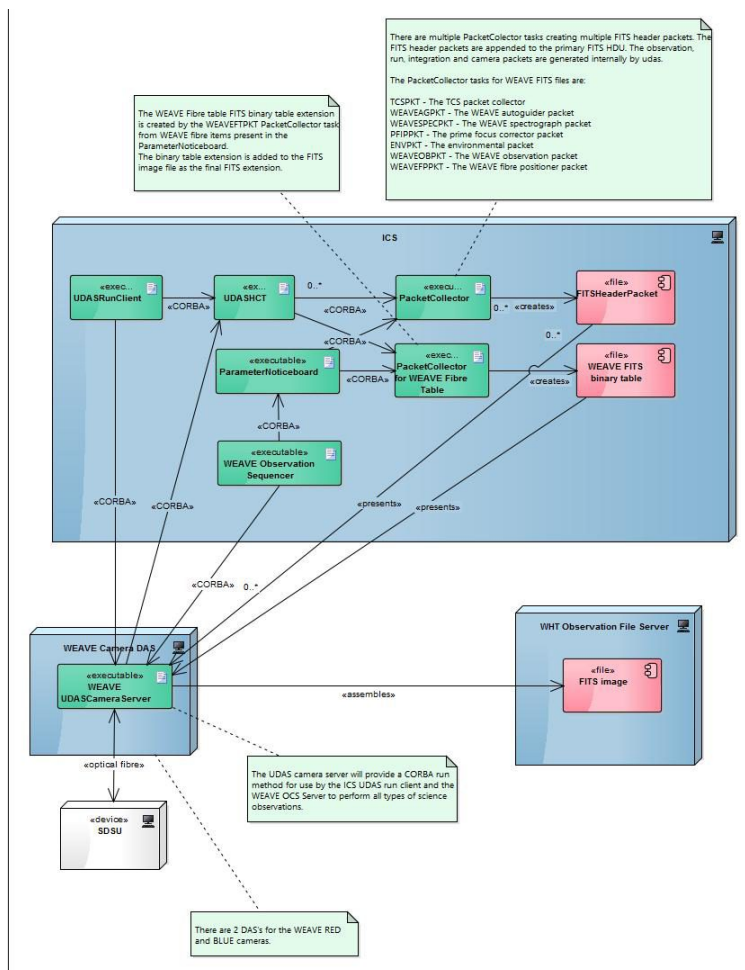 There are multiple PacketColector tasks creating multiple FITS header packets. The
FITS header packets are appended to the primary FITS HDU. The observation,
run, integration and camera packets are generated internally by udas.
The PacketCollector tasks for WEAVE FITS files are:
TCSPKT - The TCS packet collector
WEAVEAGPKT - The WEAVE autoguider packet
WEAVESPECPKT - The WEAVE spectrograph packet
PFIPPKT - The prime focus corrector packet
ENVPKT - The environmental packet
WEAVEOBPKT - The WEAVE observation packet
WEAVEFPPKT - The WEAVE fibre positioner packet
The WEAVE Fibre table FITS binary table extension
is created by the WEAVEFTPKT PacketCollector task
from WEAVE fibre items present in the
ParameterNoticeboard.
The binary table extension is added to the FITS
image file as the final FITS extension.
ICS
«exec...
UDASRunClient
«CORBA»
«ex...
UDASHCT
0..*
«CORBA»
«execu...
PacketCollector
0..*
«creates»
«file»
FITSHeaderPacket
0..*
«CORBA»
«executable»
ParameterNoticeboard
«CORBA»
«exec...
PacketCollector
for WEAVE Fibre
Table
«creates»
«file»
WEAVE FITS
binary table
«CORBA»
«executable»
WEAVE Observation
Sequencer
«CORBA»
«CORBA»
«presents»
«presents»
«CORBA»
0..*
WEAVE Camera DAS
«executable»
WEAVE
UDASCameraServer
«assembles»
WHT Observation File Server
«file»
FITS image
«optical fibre»
«device»
SDSU
The UDAS camera server will provide a CORBA run
method for use by the ICS UDAS run client and the
WEAVE OCS Server to perform all types of science
observations.
There are 2 DAS's for the WEAVE RED
and BLUE cameras.